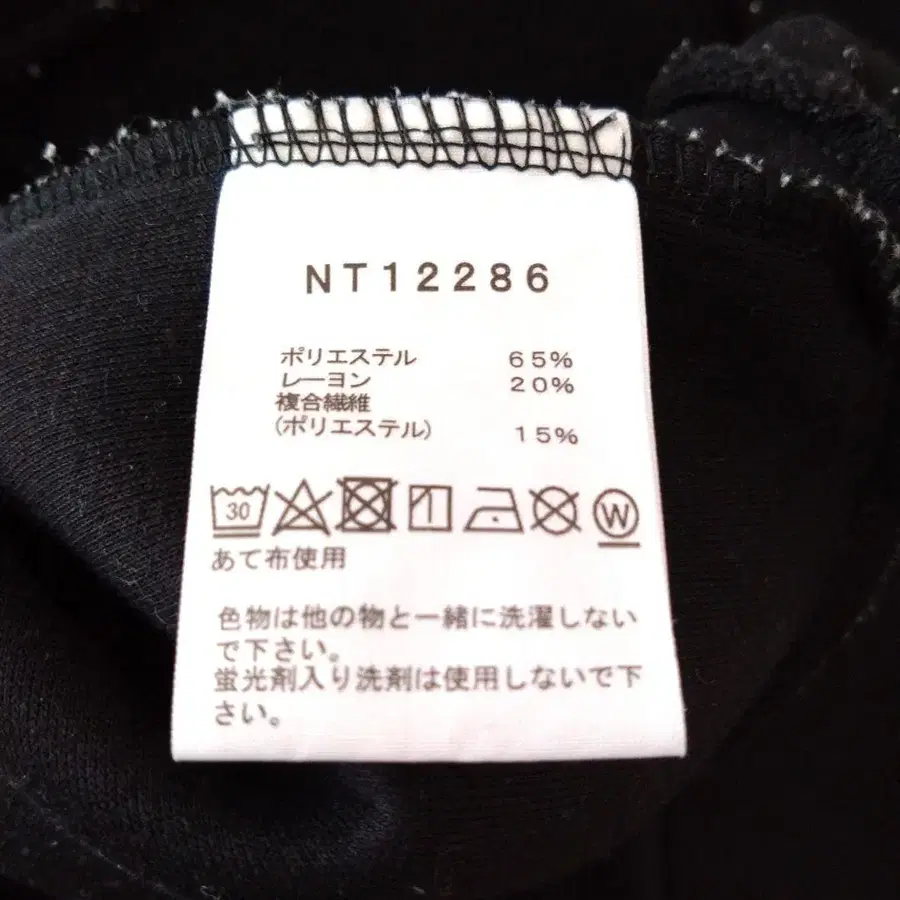 NT12286
ポリエステル 65%
レーヨン 20%
複合繊維
(ポリエステル) 15%
30 W
あて布使用
色物は他の物と一緒に洗濯しない
で下さい。
蛍光剤入り洗剤は使用しないで下
さい。